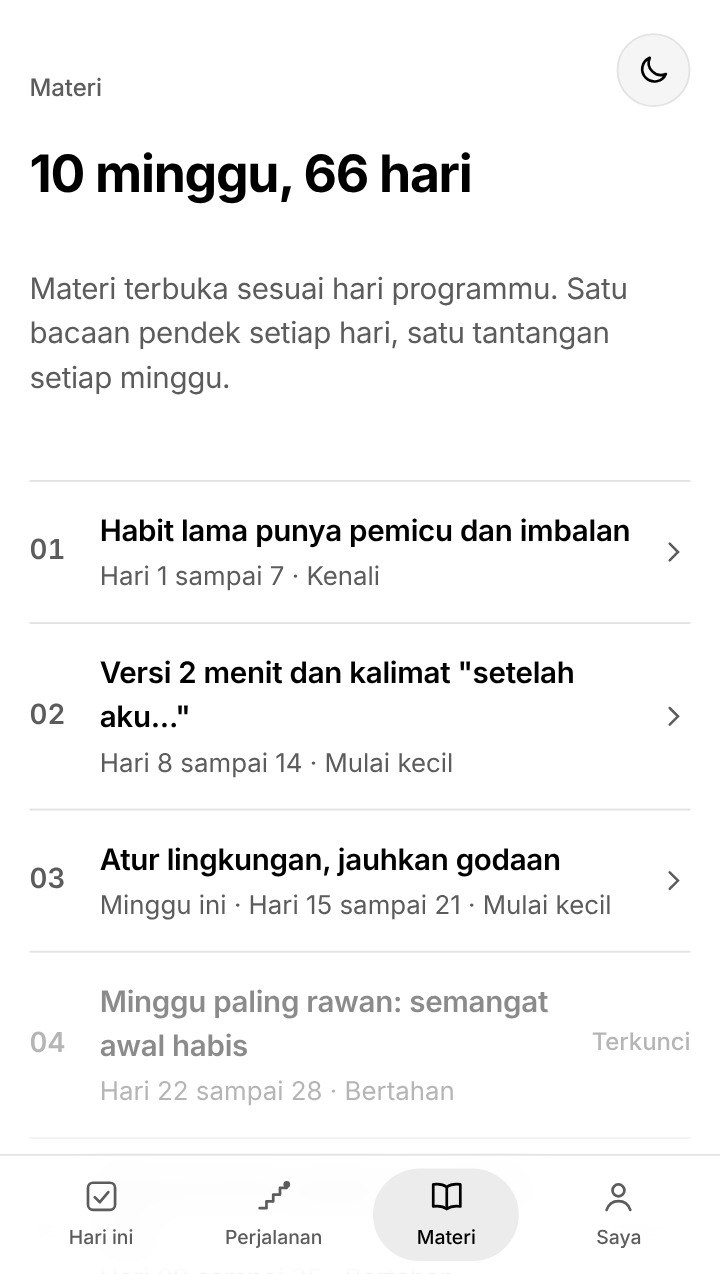 Materi
10 minggu, 66 hari
Materi terbuka sesuai hari programmu. Satu
bacaan pendek setiap hari, satu tantangan
setiap minggu.
01
Habit lama punya pemicu dan imbalan
Hari 1 sampai 7 · Kenali
02
Versi 2 menit dan kalimat "setelah
aku..."
Hari 8 sampai 14 · Mulai kecil
03
Atur lingkungan, jauhkan godaan
Minggu ini · Hari 15 sampai 21 · Mulai kecil
04
Minggu paling rawan: semangat
awal habis
Hari 22 sampai 28 · Bertahan
Terkunci
Hari ini
Perjalanan
Materi
Saya